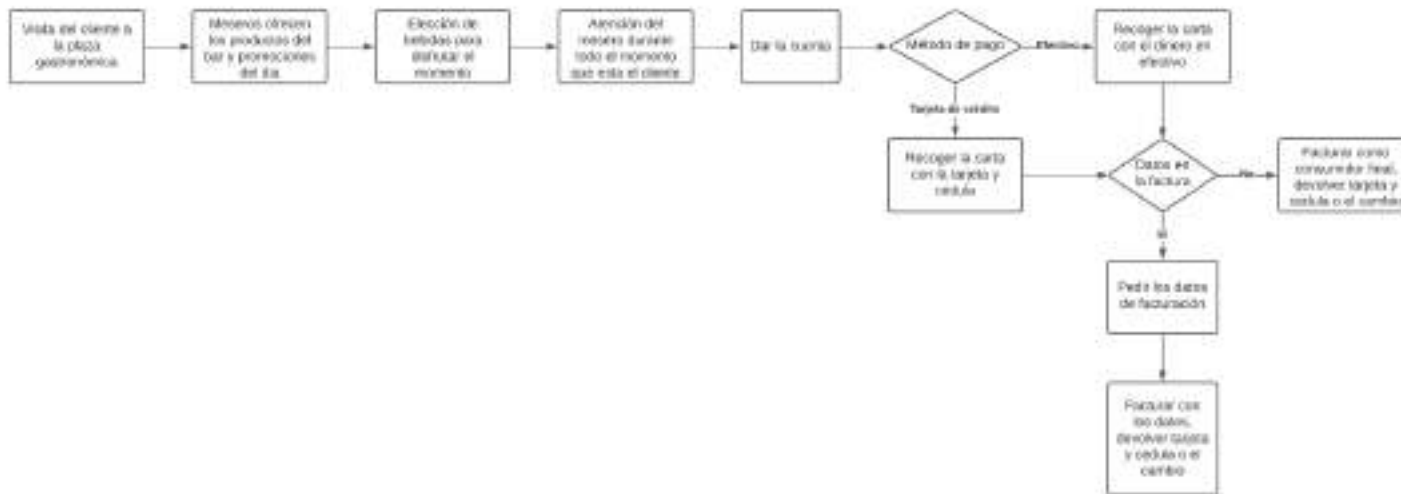 Visita del cliente a
la plaza
gastronómica
Meseros ofrecen
los productos del
bar y promociones
del día
Elección de
bebidas para
disfrutar el
momento
Atención del
mesero durante
todo el momento
que esta el cliente
Dar la cuenta
Método de pago
Efectivo
Recoger la carta
con el dinero en
efectivo
Tarjeta de crédito
Recoger la carta
con la tarjeta y
cedula
Datos en
la factura
No
Facturar como
consumidor final,
devolver tarjeta y
cedula o el cambio
Si
Pedir los datos
de facturación
Facturar con
los datos,
devolver tarjeta
y cedula o el
cambio